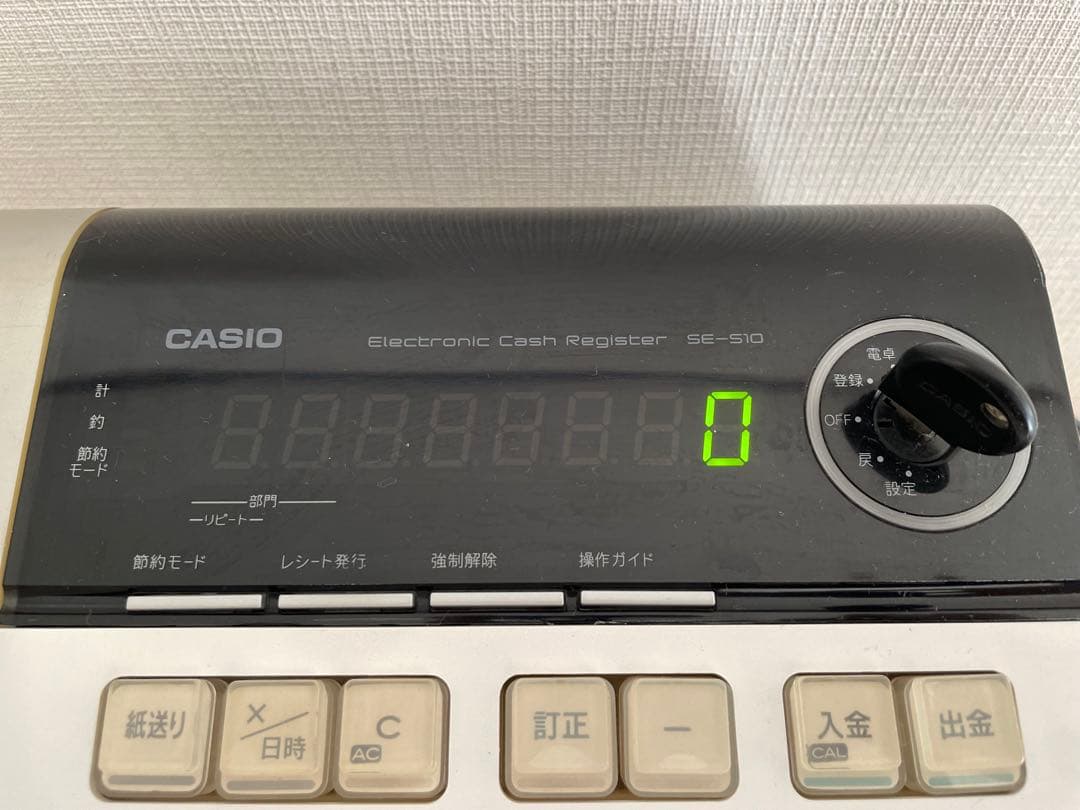 CASIO Electronic Cash Register SE-S10
計
釣
節約
モード
0
電卓
登録
OFF
戻
設定
CASIO
部門
リピート
節約モード レシート発行 強制解除 操作ガイド
紙送り ×/日時 C AC 訂正 ー 入金 CAL 出金